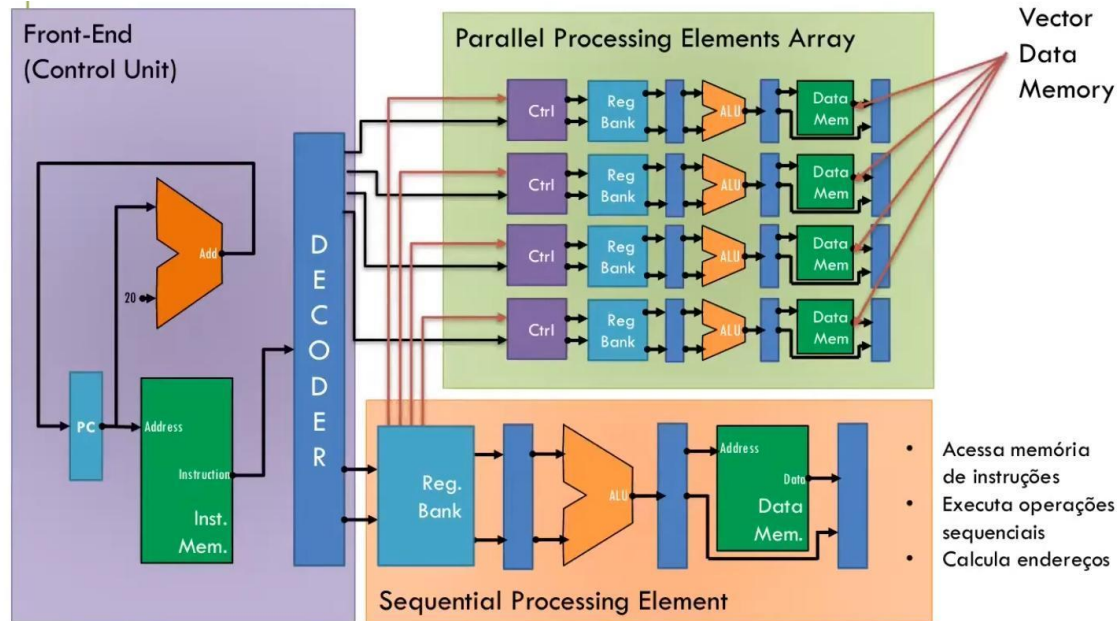 Front-End
(Control Unit)
Add
20
PC
Address
Instruction
Inst.
Mem.
DECODER
Parallel Processing Elements Array
Ctrl
Reg
Bank
ALU
Data
Mem
Ctrl
Reg
Bank
ALU
Data
Mem
Ctrl
Reg
Bank
ALU
Data
Mem
Ctrl
Reg
Bank
ALU
Data
Mem
Vector
Data
Memory
Reg.
Bank
ALU
Address
Data
Data
Mem.
Sequential Processing Element
• Acessa memória
de instruções
• Executa operações
sequenciais
• Calcula endereços